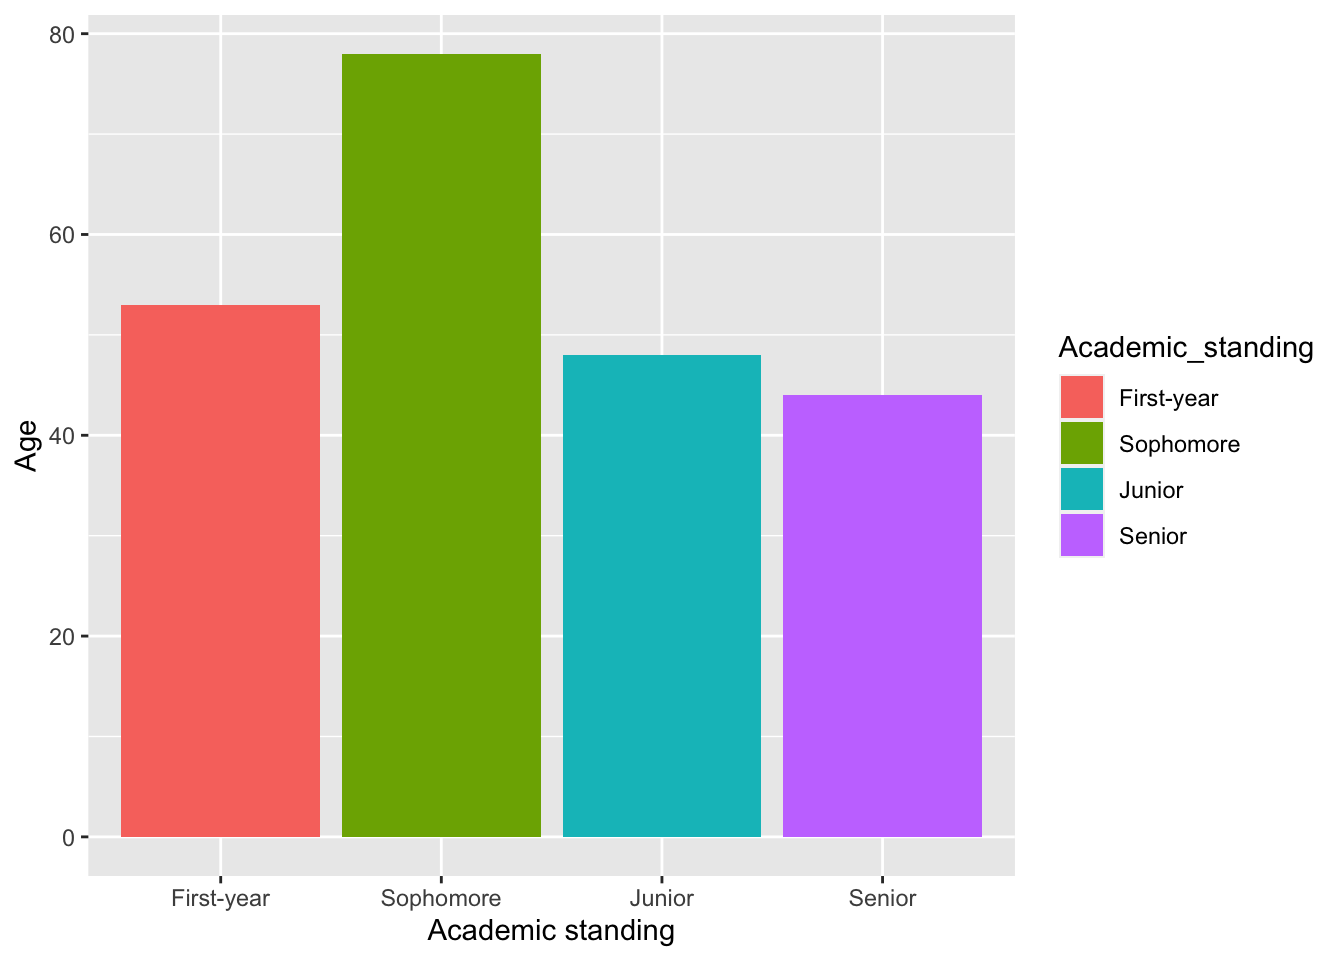 80
60
40
20
0
Age
First-year
Sophomore
Junior
Senior
Academic standing
Academic_standing
First-year
Sophomore
Junior
Senior